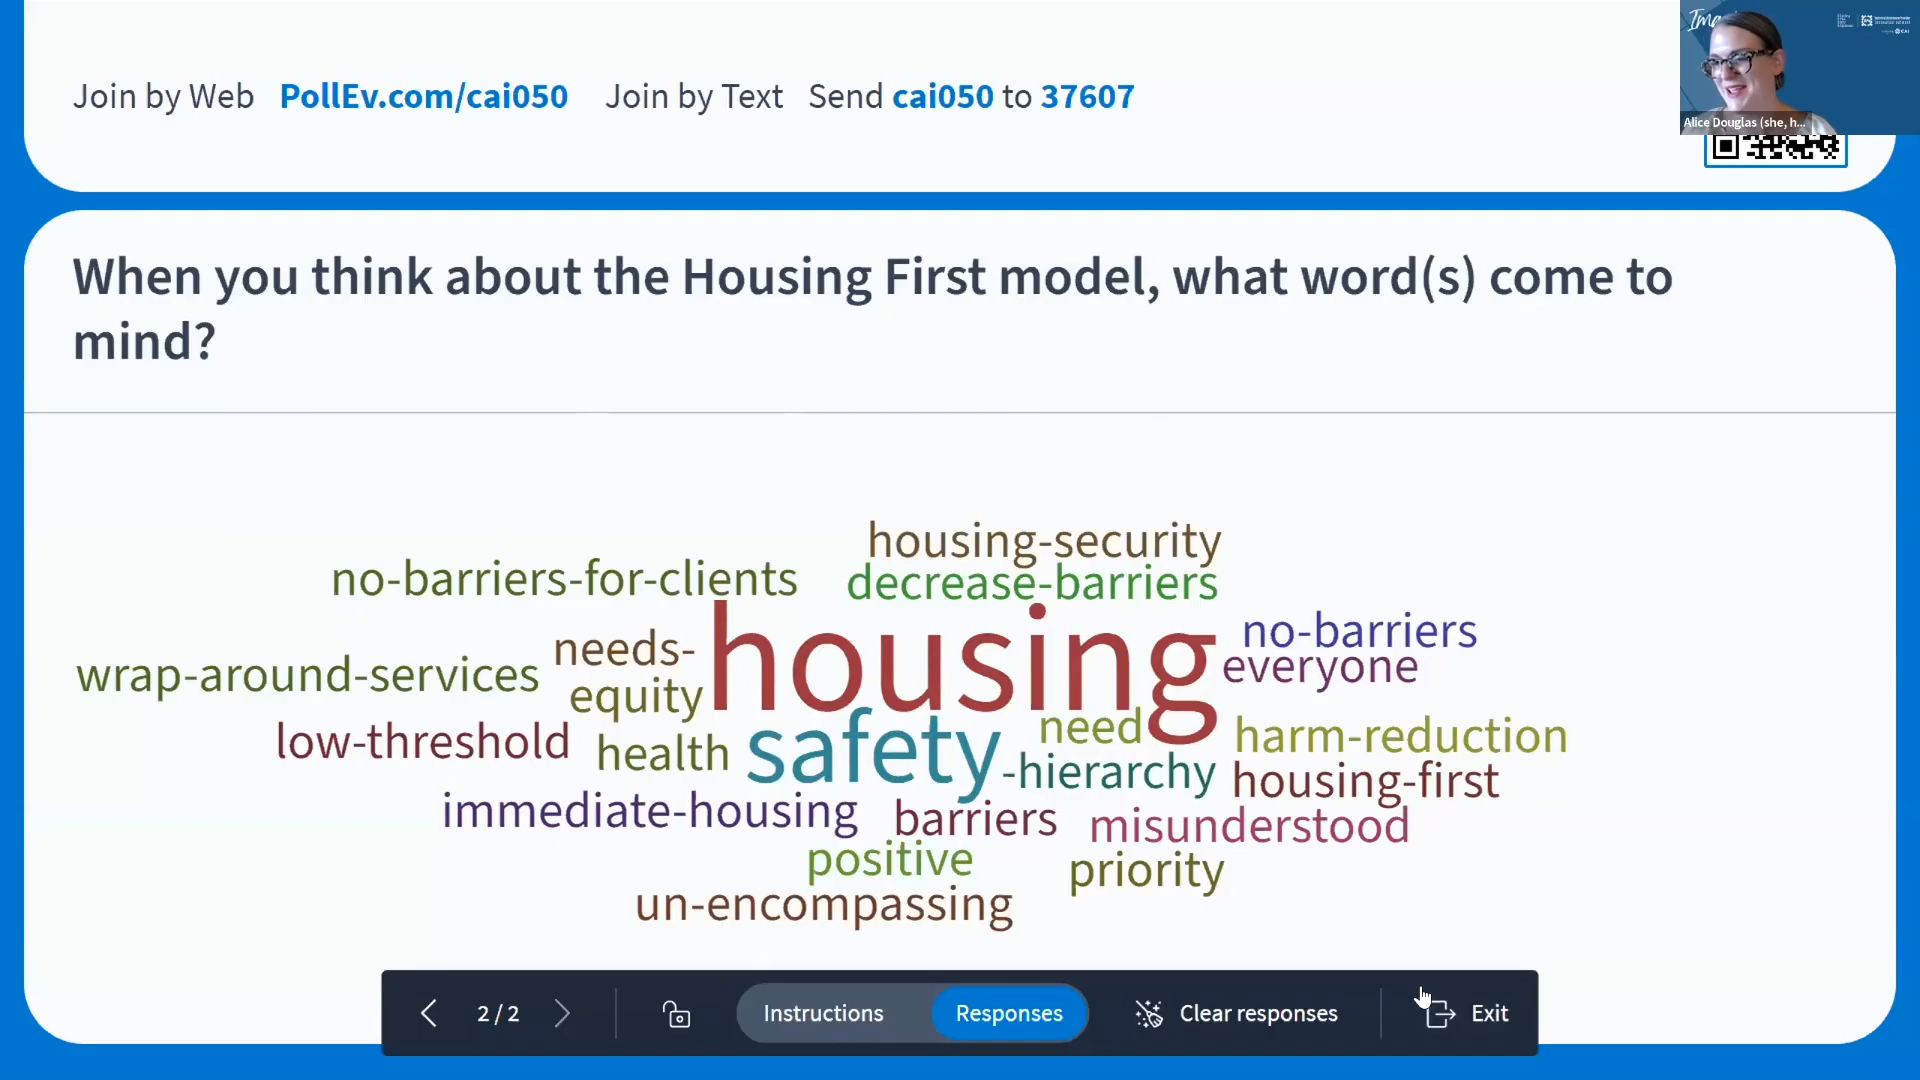 Join by Web PollEv.com/cai050 Join by Text Send cai050 to 37607
Alice Douglas (she, h...
When you think about the Housing First model, what word(s) come to
mind?
housing-security
no-barriers-for-clients decrease-barriers
housing
no-barriers
needs-
everyone
wrap-around-services
equity
need
low-threshold
health
safety
harm-reduction
-hierarchy
housing-first
immediate-housing
barriers
misunderstood
positive
priority
un-encompassing
2 / 2 Instructions Responses Clear responses Exit